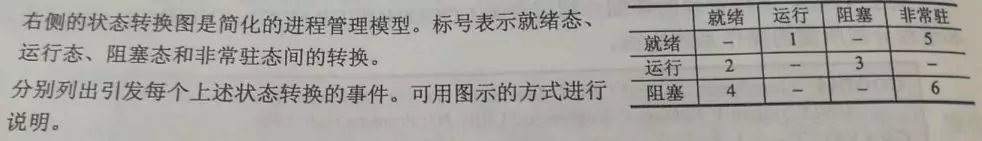 右侧的状态转换图是简化的进程管理模型。标号表示就绪态、
运行态、阻塞态和非常驻态间的转换。
分别列出引发每个上述状态转换的事件。可用图示的方式进行
说明。
就绪 运行 阻塞 非常驻
就绪 – 1 – 5
运行 2 – 3 –
阻塞 4 – – 6